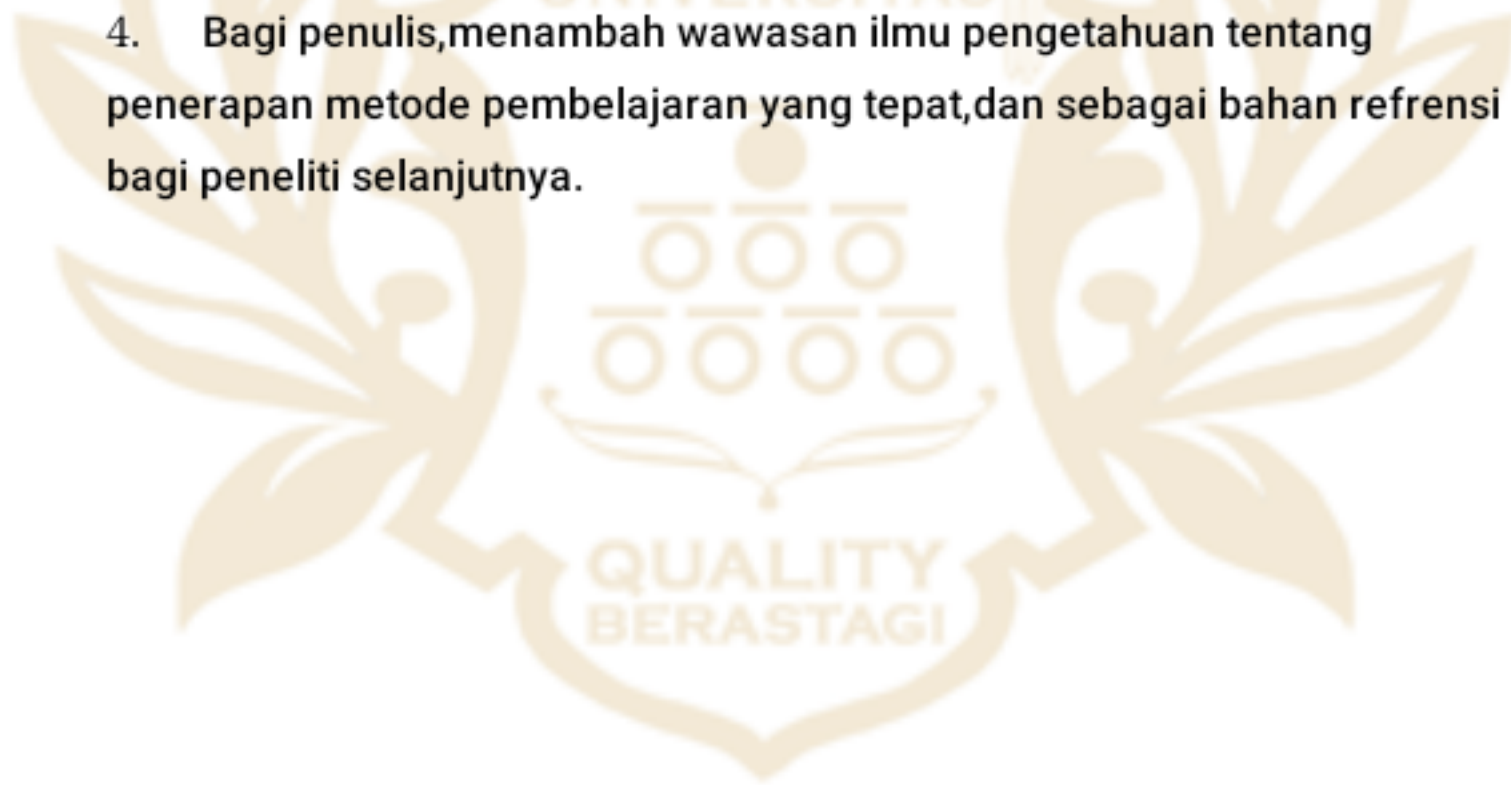 UNIVERSITAS
4. Bagi penulis,menambah wawasan ilmu pengetahuan tentang
penerapan metode pembelajaran yang tepat,dan sebagai bahan refrensi
bagi peneliti selanjutnya.
QUALITY
BERASTAGI